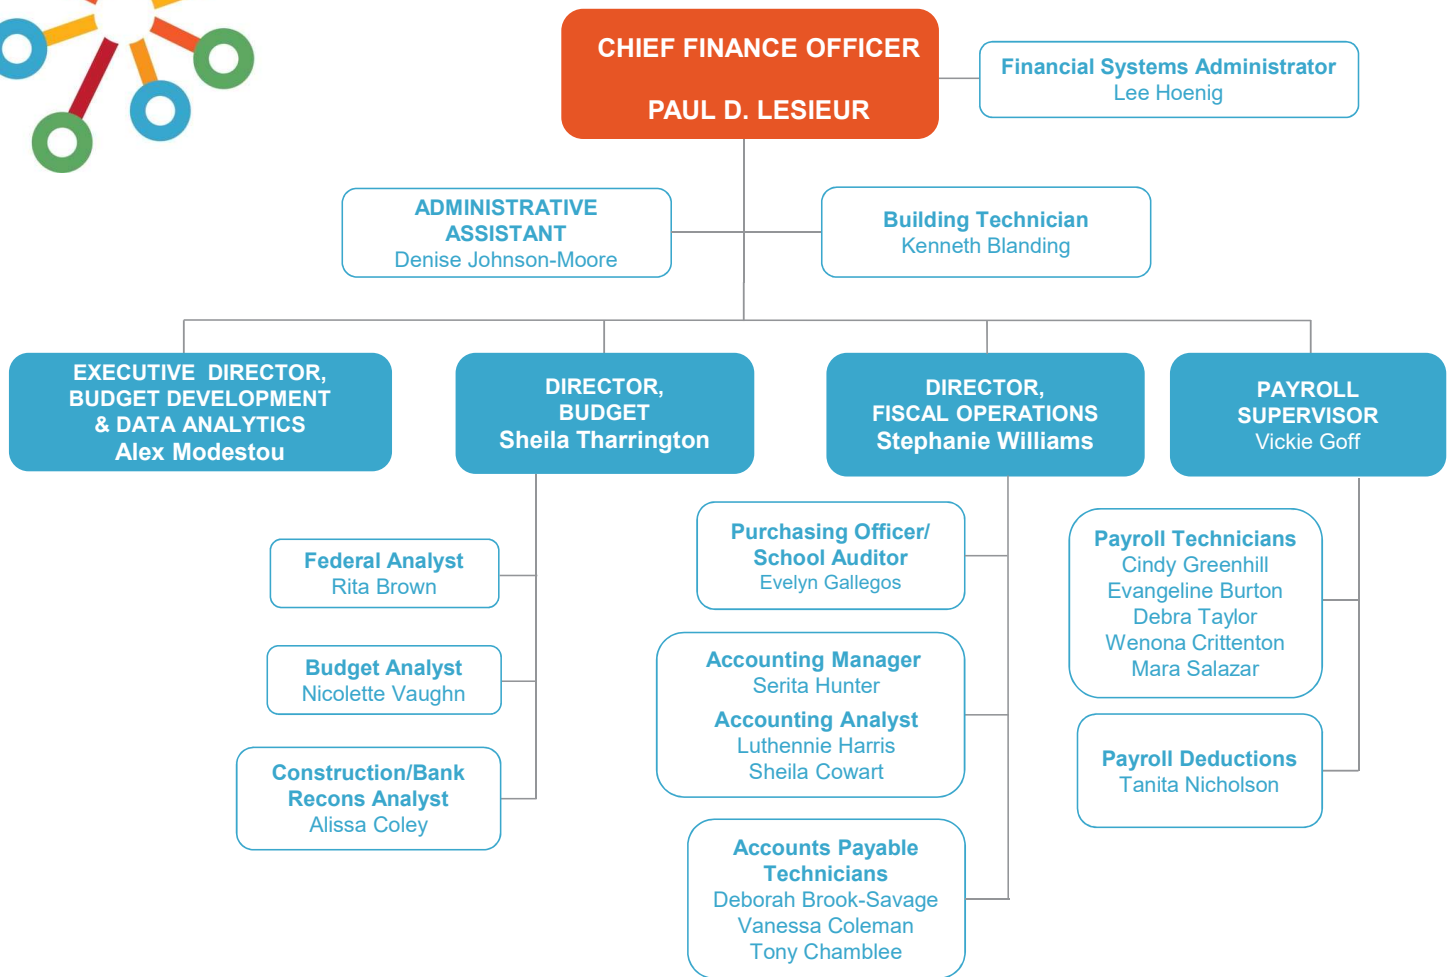 CHIEF FINANCE OFFICER
PAUL D. LESIEUR
Financial Systems Administrator
Lee Hoenig
ADMINISTRATIVE
ASSISTANT
Denise Johnson-Moore
Building Technician
Kenneth Blanding
EXECUTIVE DIRECTOR,
BUDGET DEVELOPMENT
& DATA ANALYTICS
Alex Modestou
DIRECTOR,
BUDGET
Sheila Tharrington
DIRECTOR,
FISCAL OPERATIONS
Stephanie Williams
PAYROLL
SUPERVISOR
Vickie Goff
Federal Analyst
Rita Brown
Budget Analyst
Nicolette Vaughn
Construction/Bank
Recons Analyst
Alissa Coley
Purchasing Officer/
School Auditor
Evelyn Gallegos
Accounting Manager
Serita Hunter
Accounting Analyst
Luthennie Harris
Sheila Cowart
Accounts Payable
Technicians
Deborah Brook-Savage
Vanessa Coleman
Tony Chamblee
Payroll Technicians
Cindy Greenhill
Evangeline Burton
Debra Taylor
Wenona Crittenton
Mara Salazar
Payroll Deductions
Tanita Nicholson